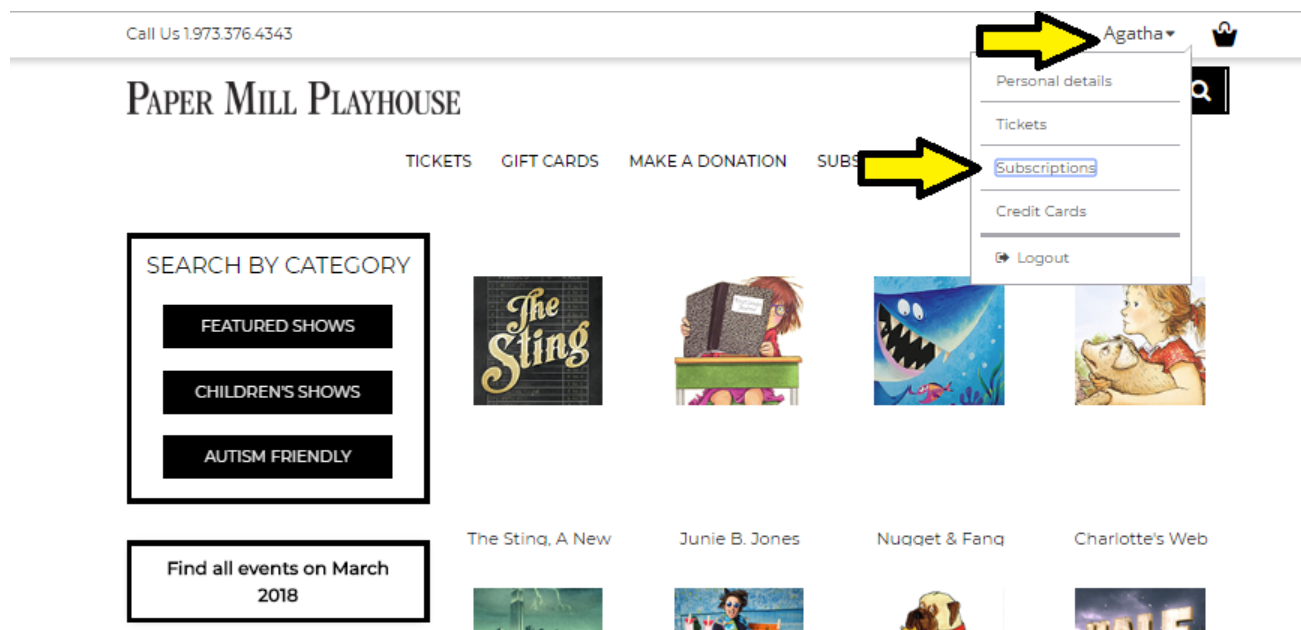 Call Us 1.973.376.4343
Agatha
PAPER MILL PLAYHOUSE
Personal details
Tickets
Subscriptions
Credit Cards
Logout
TICKETS GIFT CARDS MAKE A DONATION SUBS
SEARCH BY CATEGORY
FEATURED SHOWS
CHILDREN'S SHOWS
AUTISM FRIENDLY
The Sting
The Sting, A New
Junie B. Jones
Nugget & Fang
Charlotte's Web
Find all events on March
2018
TALE